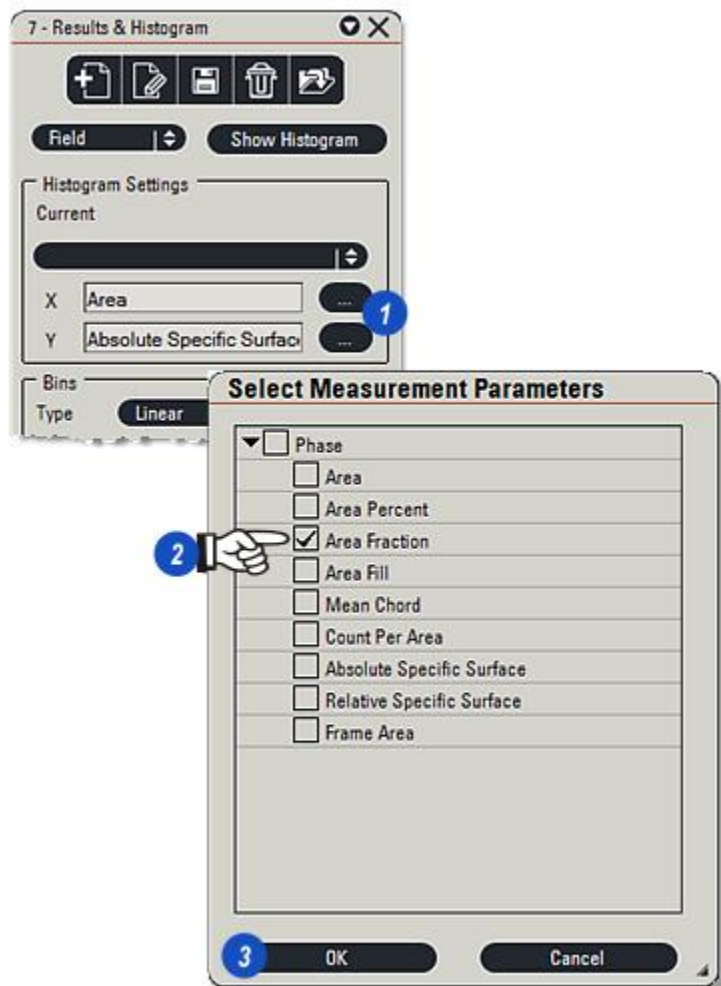 7 - Results & Histogram
Field
Show Histogram
Histogram Settings
Current
X Area ...
1
Y Absolute Specific Surfac ...
Bins
Type Linear
Select Measurement Parameters
Phase
Area
Area Percent
2
Area Fraction
Area Fill
Mean Chord
Count Per Area
Absolute Specific Surface
Relative Specific Surface
Frame Area
3 OK Cancel